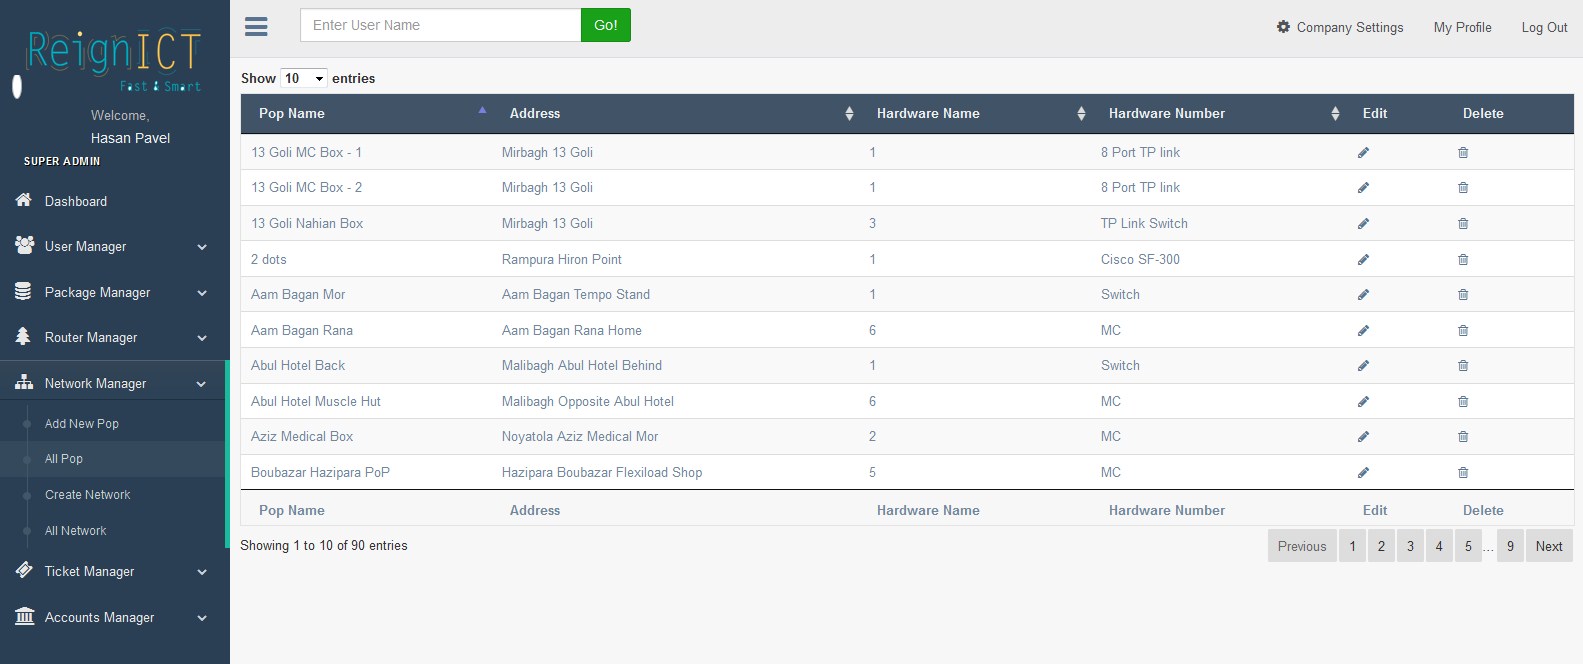 ReignICT
Fast & Smart
Welcome,
Hasan Pavel
SUPER ADMIN
Dashboard
User Manager
Package Manager
Router Manager
Network Manager
Add New Pop
All Pop
Create Network
All Network
Ticket Manager
Accounts Manager
Enter User Name Go! Company Settings My Profile Log Out
Show 10 entries
Pop Name Address Hardware Name Hardware Number Edit Delete
13 Goli MC Box - 1 Mirbagh 13 Goli 1 8 Port TP link
13 Goli MC Box - 2 Mirbagh 13 Goli 1 8 Port TP link
13 Goli Nahian Box Mirbagh 13 Goli 3 TP Link Switch
2 dots Rampura Hiron Point 1 Cisco SF-300
Aam Bagan Mor Aam Bagan Tempo Stand 1 Switch
Aam Bagan Rana Aam Bagan Rana Home 6 MC
Abul Hotel Back Malibagh Abul Hotel Behind 1 Switch
Abul Hotel Muscle Hut Malibagh Opposite Abul Hotel 6 MC
Aziz Medical Box Noyatola Aziz Medical Mor 2 MC
Boubazar Hazipara PoP Hazipara Boubazar Flexiload Shop 5 MC
Pop Name Address Hardware Name Hardware Number Edit Delete
Showing 1 to 10 of 90 entries Previous 1 2 3 4 5 ... 9 Next